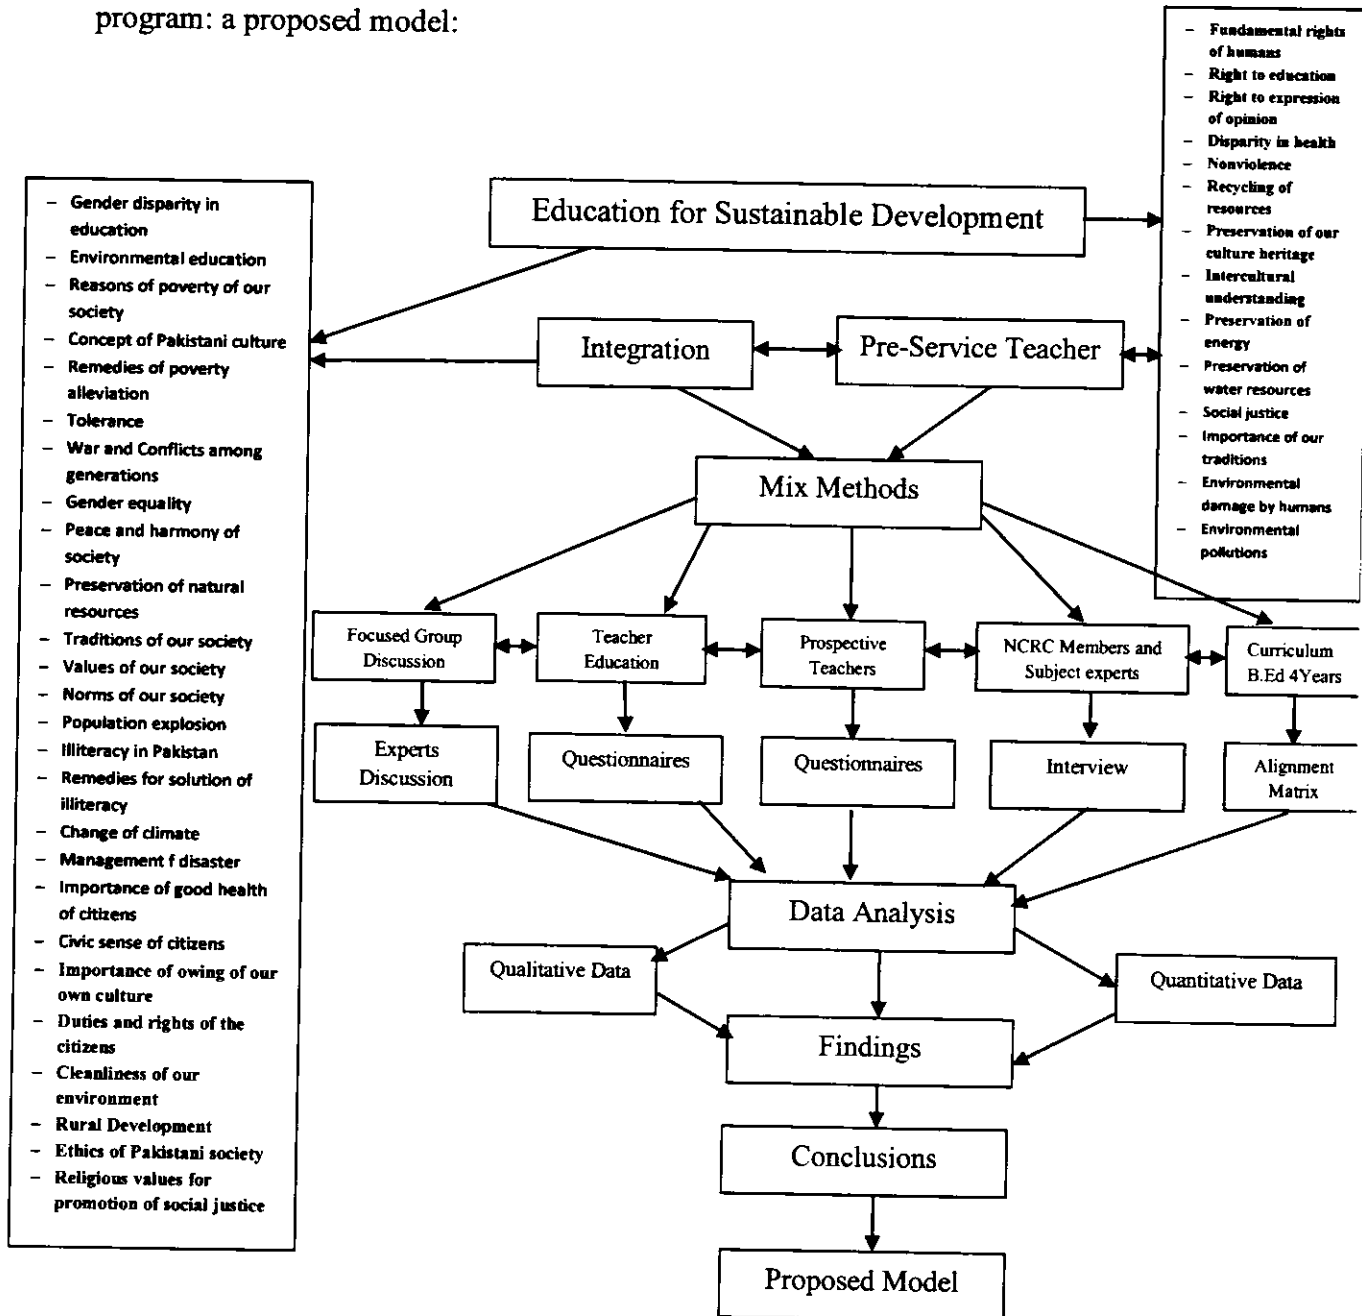 program: a proposed model:
– Fundamental rights
of humans
– Right to education
– Right to expression
of opinion
– Disparity in health
– Nonviolence
– Recycling of
resources
– Preservation of our
culture heritage
– Intercultural
understanding
– Preservation of
energy
– Preservation of
water resources
– Social justice
– Importance of our
traditions
– Environmental
damage by humans
– Environmental
pollutions
– Gender disparity in
education
– Environmental education
– Reasons of poverty of our
society
– Concept of Pakistani culture
– Remedies of poverty
alleviation
– Tolerance
– War and Conflicts among
generations
– Gender equality
– Peace and harmony of
society
– Preservation of natural
resources
– Traditions of our society
– Values of our society
– Norms of our society
– Population explosion
– Illiteracy in Pakistan
– Remedies for solution of
illiteracy
– Change of climate
– Management f disaster
– Importance of good health
of citizens
– Civic sense of citizens
– Importance of owing of our
own culture
– Duties and rights of the
citizens
– Cleanliness of our
environment
– Rural Development
– Ethics of Pakistani society
– Religious values for
promotion of social justice
Education for Sustainable Development
Integration
Pre-Service Teacher
Mix Methods
Focused Group
Discussion
Teacher
Education
Prospective
Teachers
NCRC Members and
Subject experts
Curriculum
B.Ed 4Years
Experts
Discussion
Questionnaires
Questionnaires
Interview
Alignment
Matrix
Data Analysis
Qualitative Data
Quantitative Data
Findings
Conclusions
Proposed Model